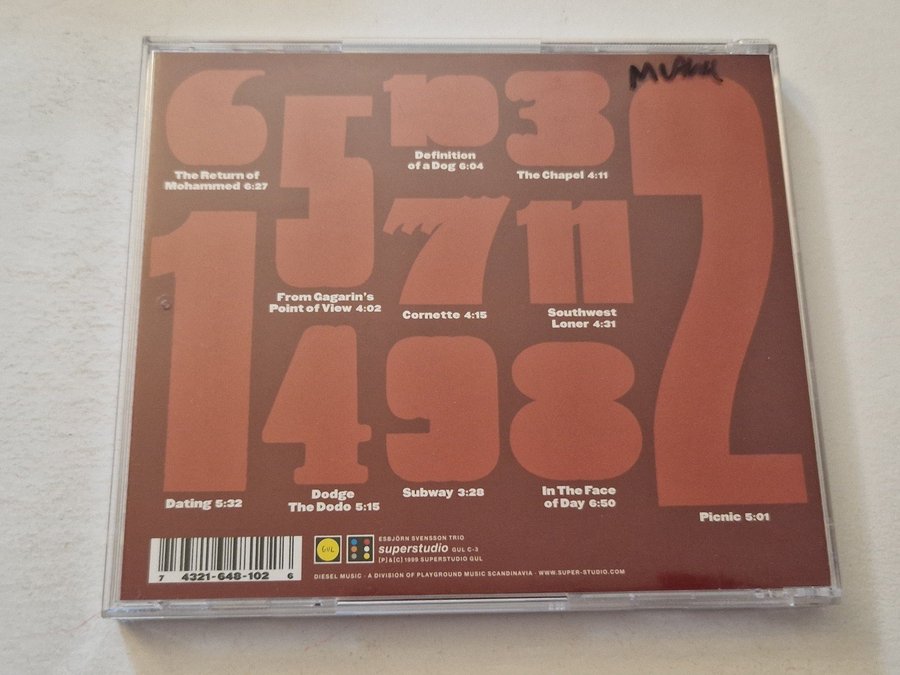 6
The Return of
Mohammed 6:27
5
From Gagarin's
Point of View 4:02
10
Definition
of a Dog 6:04
3
The Chapel 4:11
2
Picnic 5:01
1
Dating 5:32
7
Cornette 4:15
11
Southwest
Loner 4:31
4
Dodge
The Dodo 5:15
9
Subway 3:28
8
In The Face
of Day 6:50
7 4321-648-102 6
GUL
ESBJÖRN SVENSSON TRIO
superstudio GUL C-3
[P] & [C] 1999 SUPERSTUDIO GUL
DIESEL MUSIC · A DIVISION OF PLAYGROUND MUSIC SCANDINAVIA · WWW.SUPER-STUDIO.COM